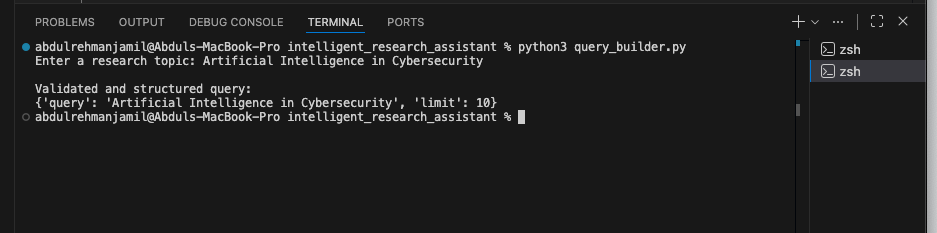 PROBLEMS OUTPUT DEBUG CONSOLE TERMINAL PORTS
abdulrehmanjamil@Abduls-MacBook-Pro intelligent_research_assistant % python3 query_builder.py
Enter a research topic: Artificial Intelligence in Cybersecurity
Validated and structured query:
{'query': 'Artificial Intelligence in Cybersecurity', 'limit': 10}
abdulrehmanjamil@Abduls-MacBook-Pro intelligent_research_assistant %
zsh
zsh